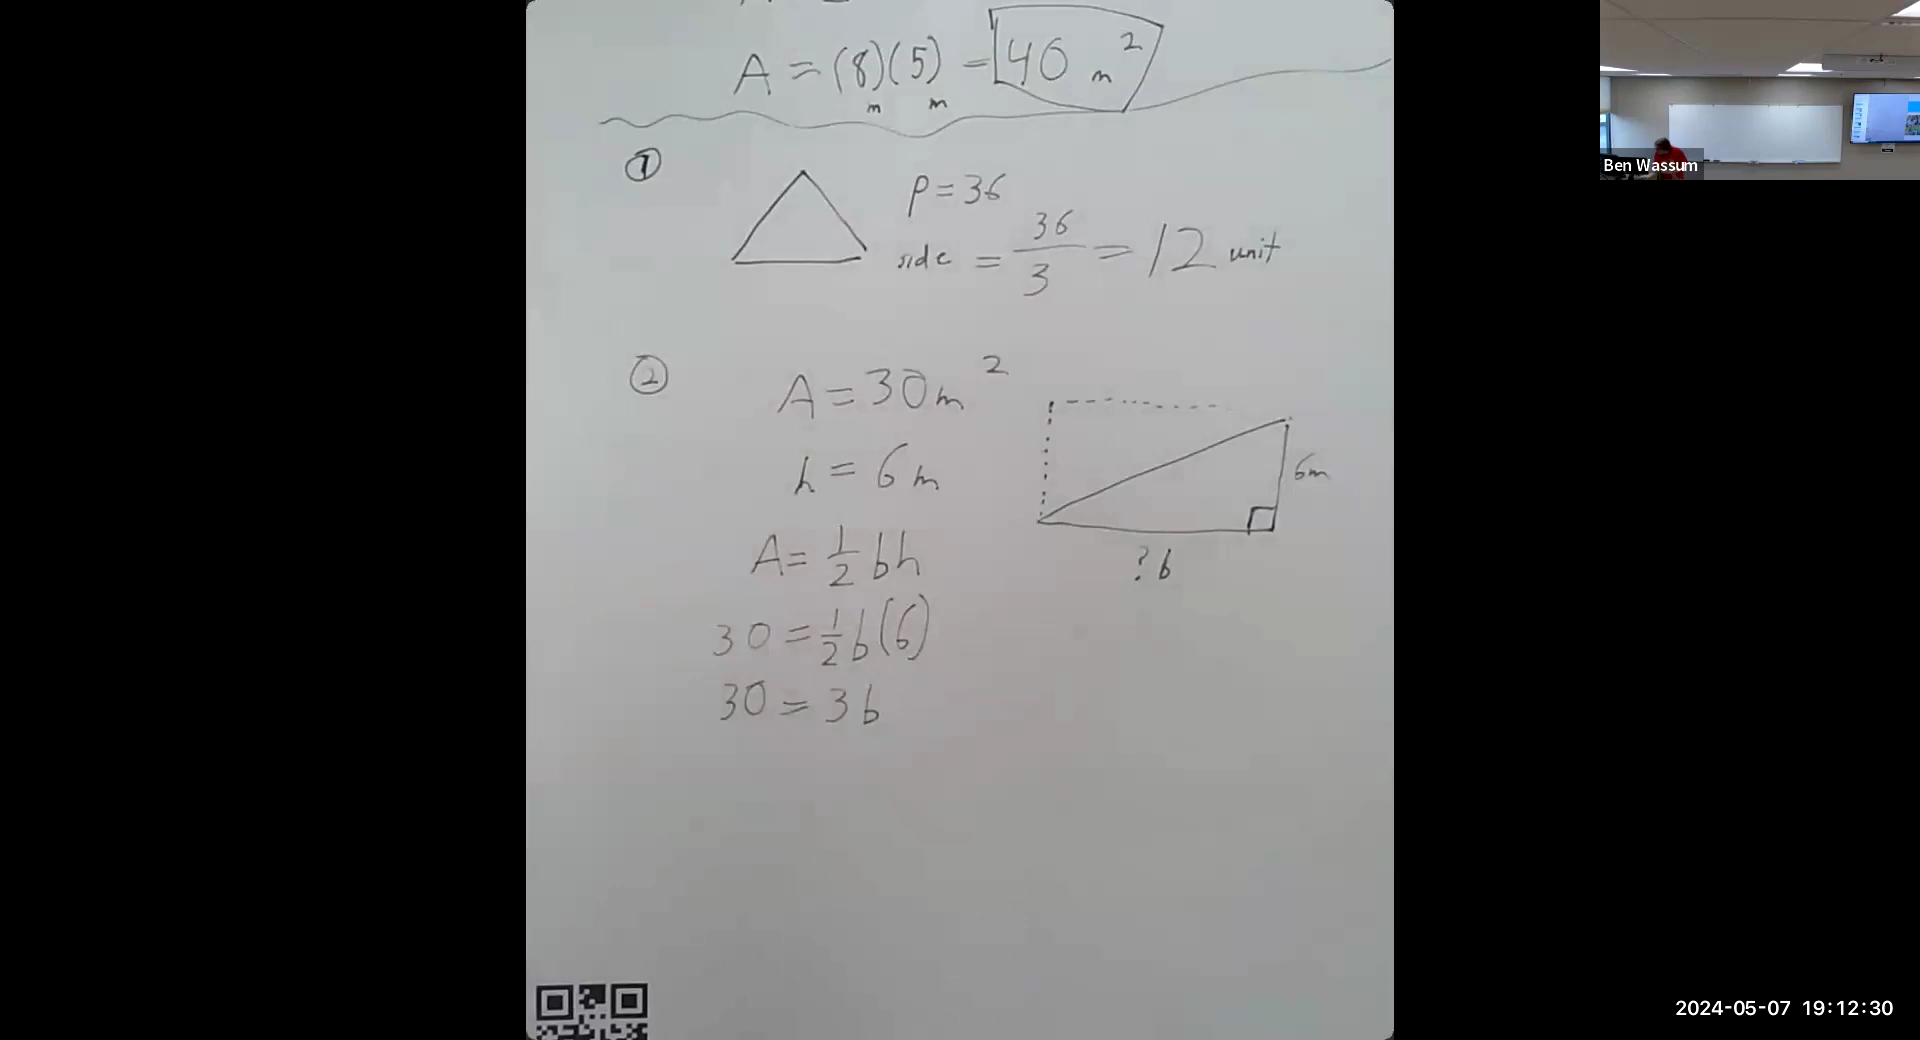 A = (8)(5) = 40 m²
m m
①
P = 36
side = 36/3 = 12 unit
②
A = 30 m²
h = 6 m
6m
A = 1/2 bh
? b
30 = 1/2 b(6)
30 = 3b
Ben Wassum
2024-05-07 19:12:30